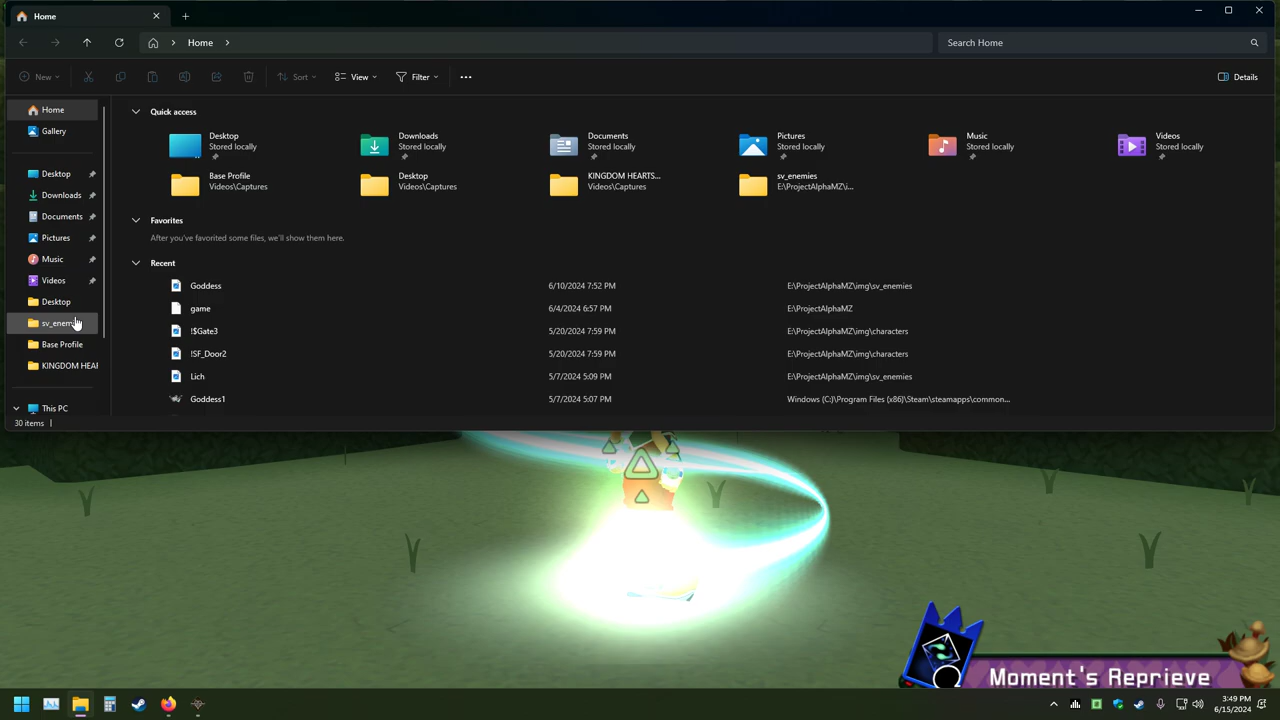 Home
Home
Search Home
New
Sort
View
Filter
Details
Home
Gallery
Desktop
Downloads
Documents
Pictures
Music
Videos
Desktop
sv_enemi
Base Profile
KINGDOM HEAR
This PC
Quick access
Desktop
Stored locally
Downloads
Stored locally
Documents
Stored locally
Pictures
Stored locally
Music
Stored locally
Videos
Stored locally
Base Profile
Videos\Captures
Desktop
Videos\Captures
KINGDOM HEARTS...
Videos\Captures
sv_enemies
E:\ProjectAlphaMZ\i...
Favorites
After you've favorited some files, we'll show them here.
Recent
Goddess 6/10/2024 7:52 PM E:\ProjectAlphaMZ\img\sv_enemies
game 6/4/2024 6:57 PM E:\ProjectAlphaMZ
!$Gate3 5/20/2024 7:59 PM E:\ProjectAlphaMZ\img\characters
!SF_Door2 5/20/2024 7:59 PM E:\ProjectAlphaMZ\img\characters
Lich 5/7/2024 5:09 PM E:\ProjectAlphaMZ\img\sv_enemies
Goddess1 5/7/2024 5:07 PM Windows (C:)\Program Files (x86)\Steam\steamapps\common...
30 items
Moment's Reprieve
3:49 PM
6/15/2024